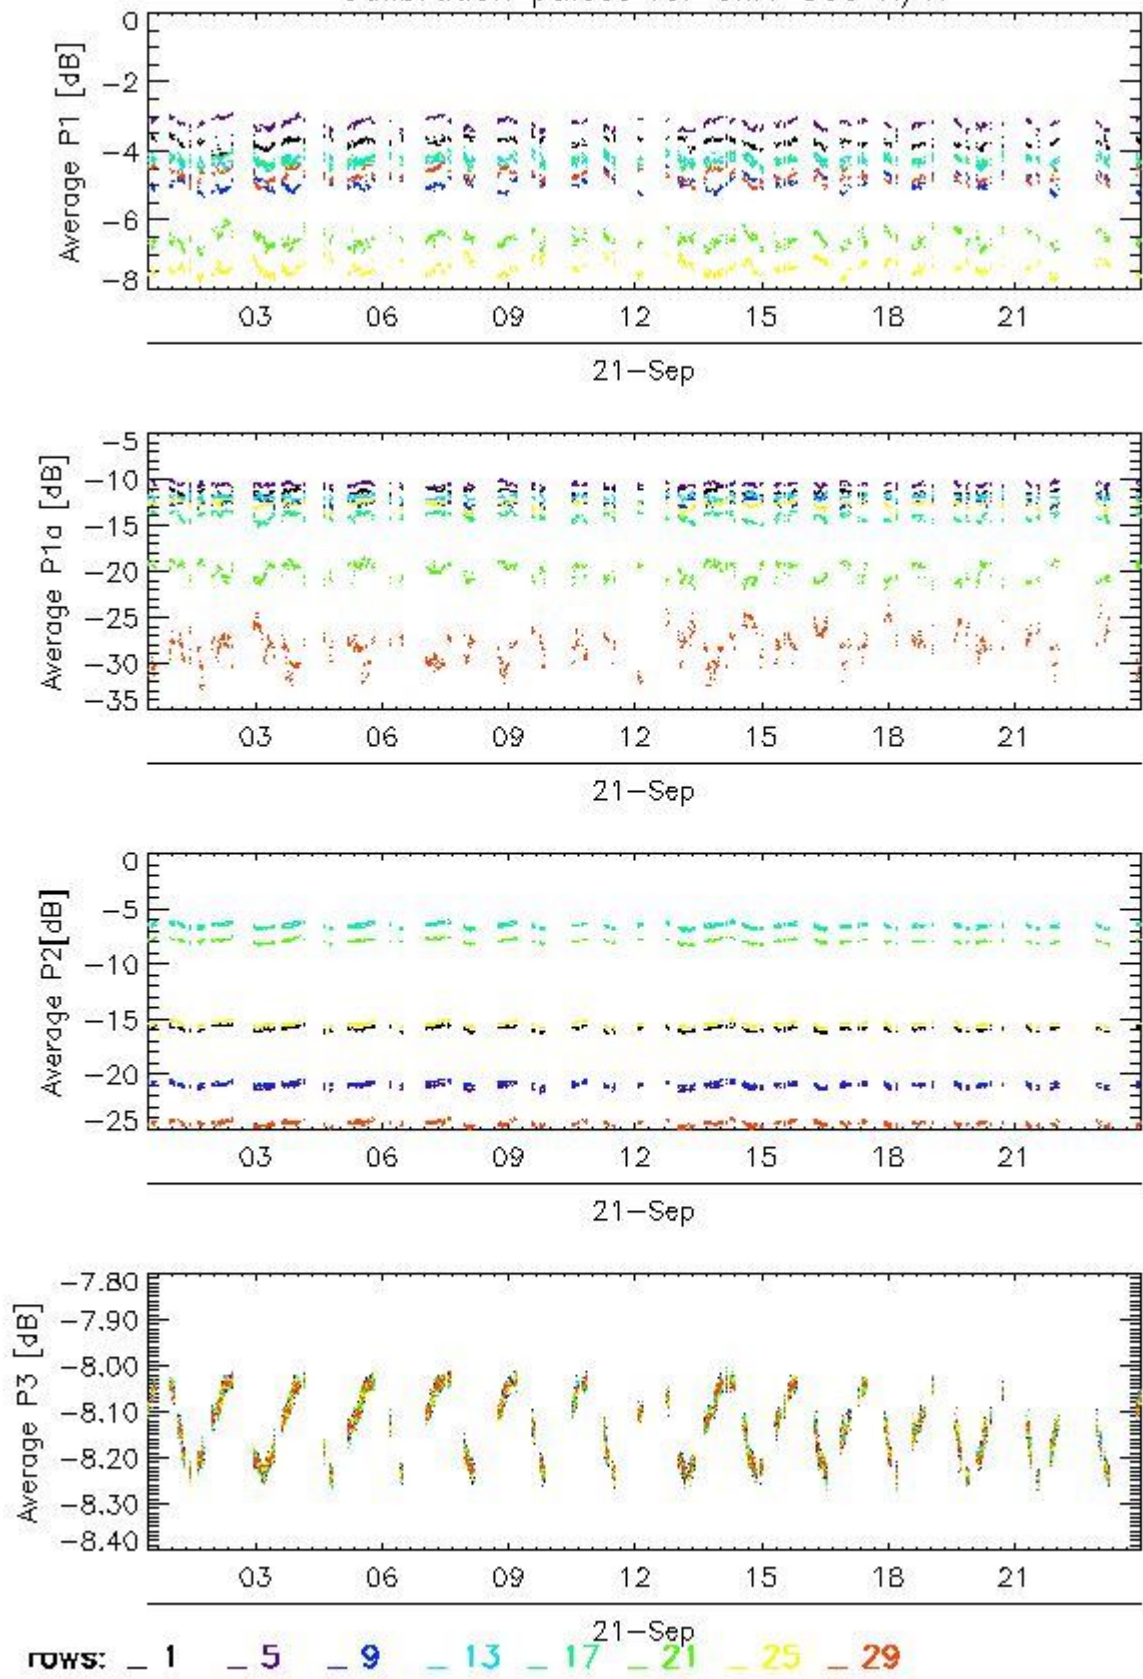 Average P1 [dB]
0
−2
−4
−6
−8
03 06 09 12 15 18 21
21−Sep
Average P1a [dB]
−5
−10
−15
−20
−25
−30
−35
03 06 09 12 15 18 21
21−Sep
Average P2[dB]
0
−5
−10
−15
−20
−25
03 06 09 12 15 18 21
21−Sep
Average P3 [dB]
−7.80
−7.90
−8.00
−8.10
−8.20
−8.30
−8.40
03 06 09 12 15 18 21
21−Sep
rows: _ 1 _ 5 _ 9 _ 13 _ 17 _ 21 _ 25 _ 29